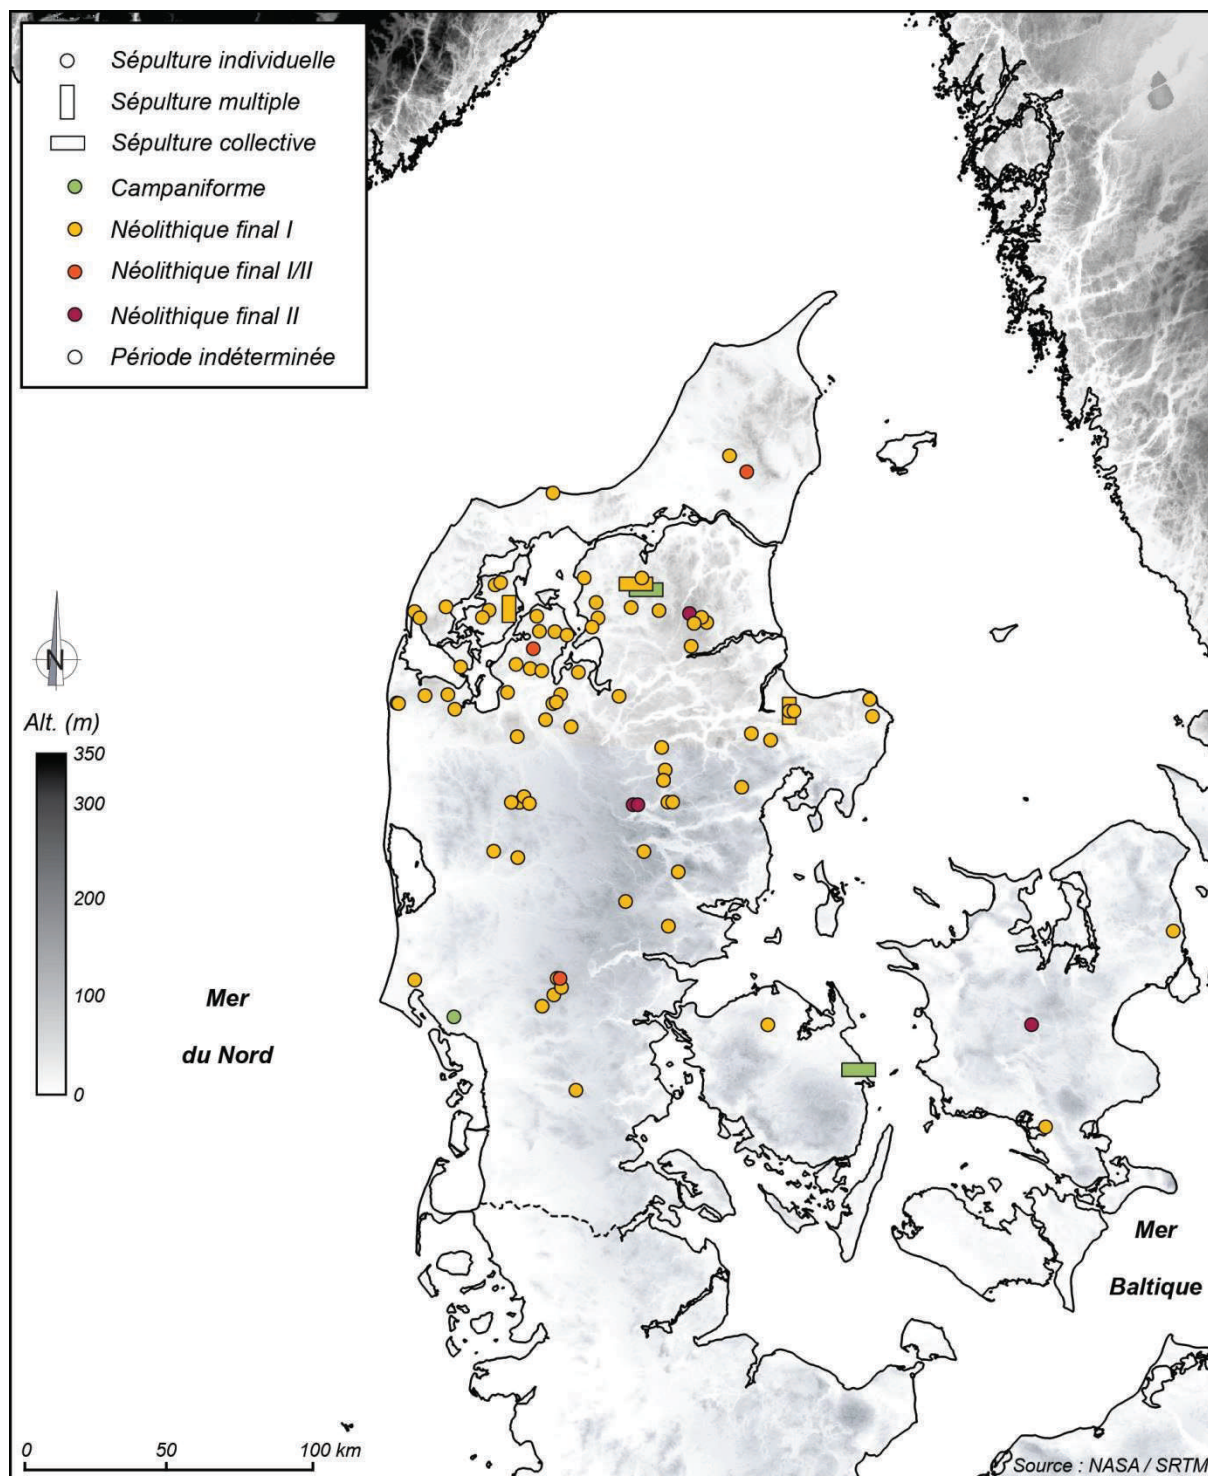 Sépulture individuelle
Sépulture multiple
Sépulture collective
Campaniforme
Néolithique final I
Néolithique final I/II
Néolithique final II
Période indéterminée
N
Alt. (m)
350
300
200
100
0
Mer
du Nord
Mer
Baltique
0 50 100 km
Source : NASA / SRTM